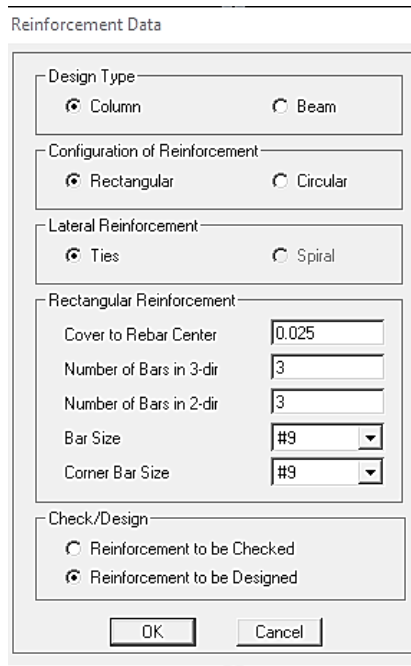 Reinforcement Data
Design Type
Column Beam
Configuration of Reinforcement
Rectangular Circular
Lateral Reinforcement
Ties Spiral
Rectangular Reinforcement
Cover to Rebar Center 0.025
Number of Bars in 3-dir 3
Number of Bars in 2-dir 3
Bar Size #9
Corner Bar Size #9
Check/Design
Reinforcement to be Checked
Reinforcement to be Designed
OK Cancel